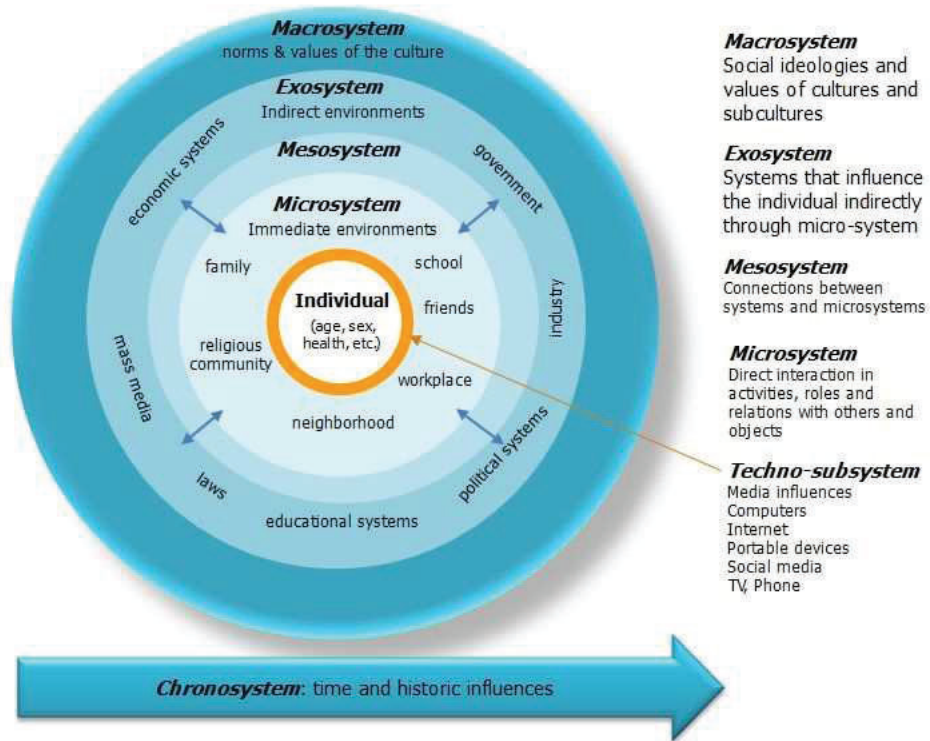 Macrosystem
norms & values of the culture
Exosystem
Indirect environments
Mesosystem
economic systems
government
Microsystem
Immediate environments
family
school
Individual
(age, sex,
health, etc.)
friends
industry
mass media
religious
community
workplace
neighborhood
political systems
laws
educational systems
Macrosystem
Social ideologies and
values of cultures and
subcultures
Exosystem
Systems that influence
the individual indirectly
through micro-system
Mesosystem
Connections between
systems and microsystems
Microsystem
Direct interaction in
activities, roles and
relations with others and
objects
Techno-subsystem
Media influences
Computers
Internet
Portable devices
Social media
TV, Phone
Chronosystem: time and historic influences